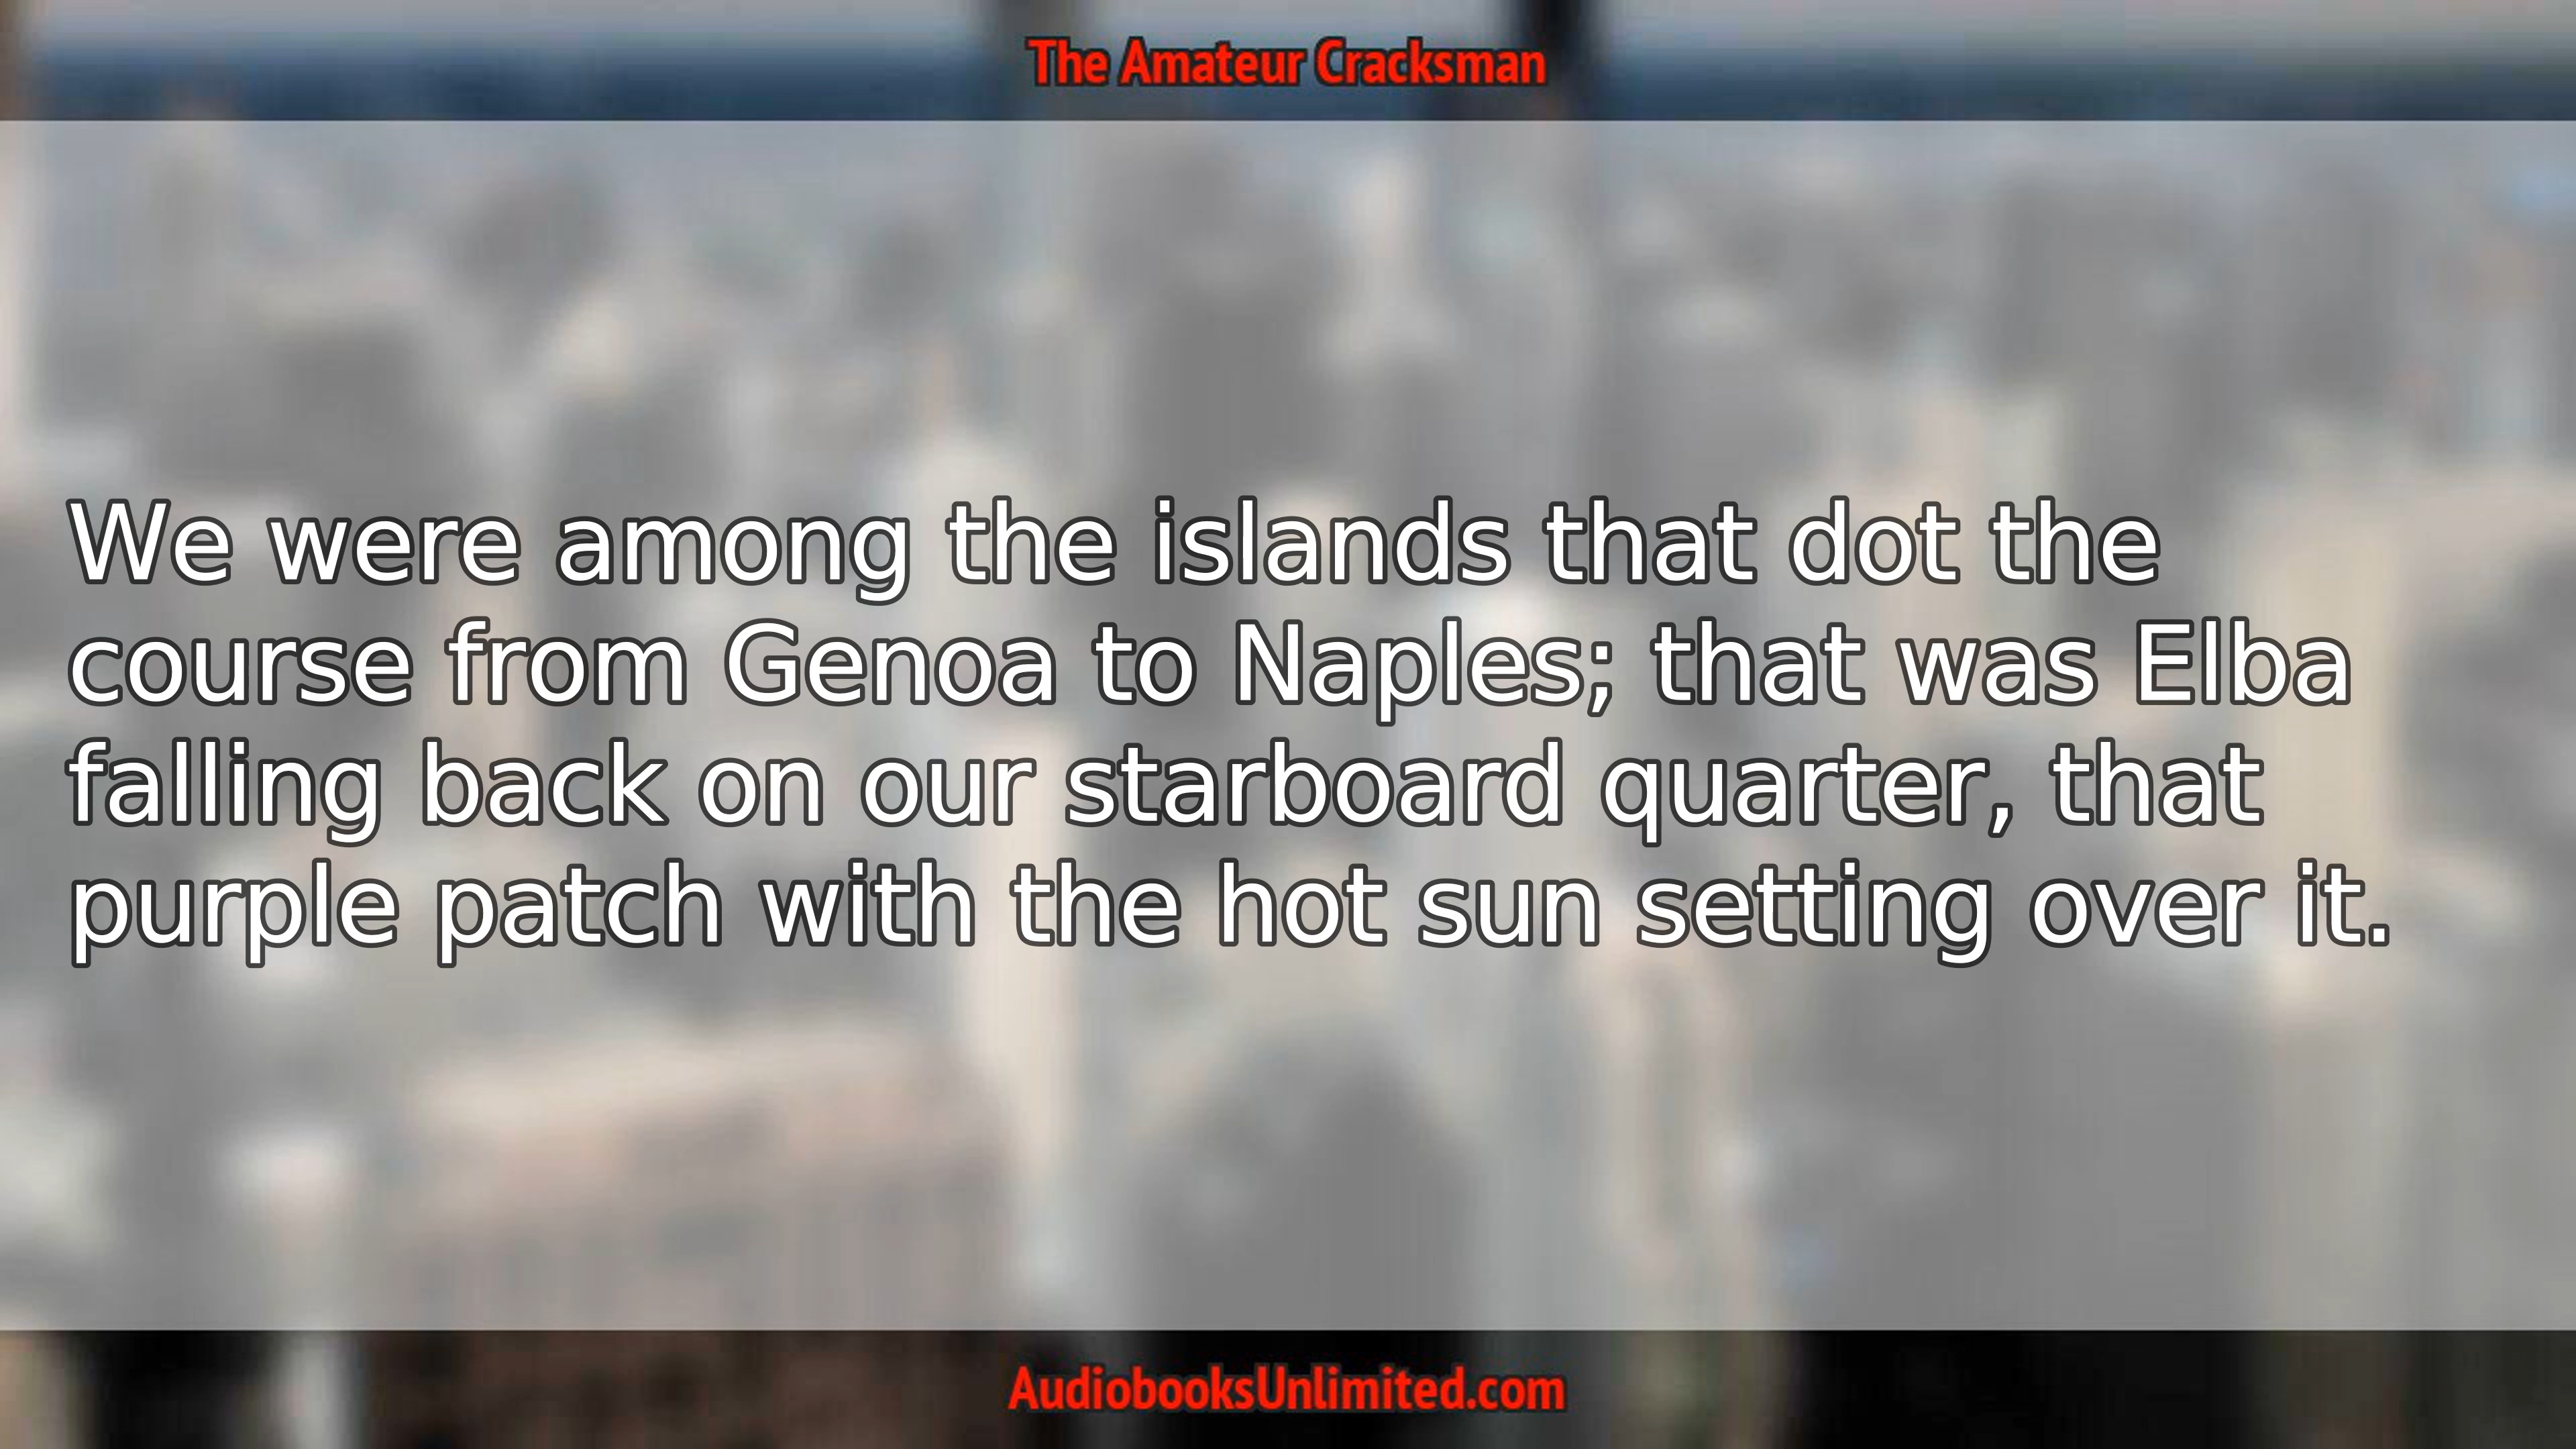 The Amateur Cracksman
We were among the islands that dot the
course from Genoa to Naples; that was Elba
falling back on our starboard quarter, that
purple patch with the hot sun setting over it.
AudiobooksUnlimited.com